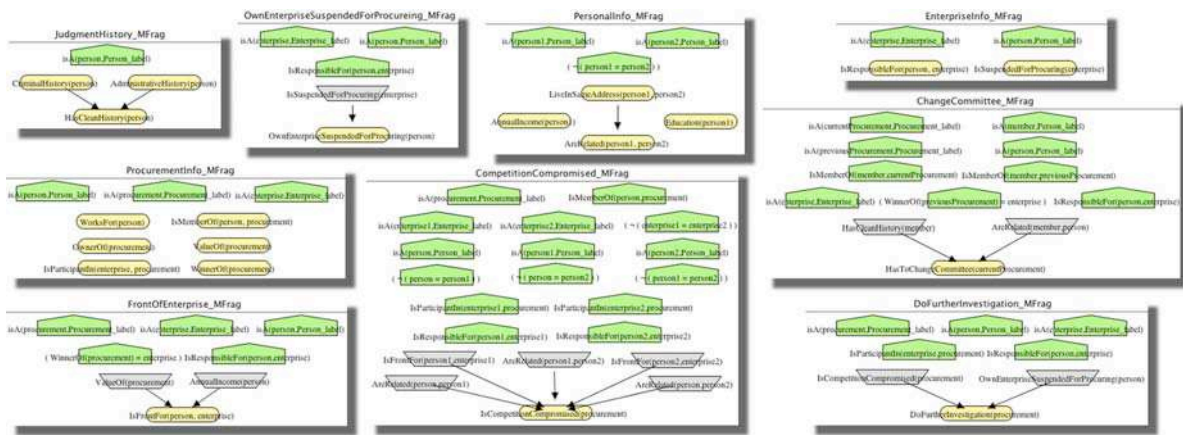 JudgmentHistory_MFrag
isA(person,Person_label)
CriminalHistory(person)
AdministrativeHistory(person)
HasCleanHistory(person)
OwnEnterpriseSuspendedForProcureing_MFrag
isA(enterprise,Enterprise_label)
isA(person,Person_label)
IsResponsibleFor(person,enterprise)
IsSuspendedForProcuring(enterprise)
OwnEnterpriseSuspendedForProcuring(person)
PersonalInfo_MFrag
isA(person1,Person_label)
isA(person2,Person_label)
( ¬( person1 = person2 ) )
LiveInSameAddress(person1, person2)
AnnualIncome(person1)
Education(person1)
AreRelated(person1, person2)
EnterpriseInfo_MFrag
isA(enterprise,Enterprise_label)
isA(person,Person_label)
IsResponsibleFor(person, enterprise)
IsSuspendedForProcuring(enterprise)
ProcurementInfo_MFrag
isA(person,Person_label)
isA(procurement,Procurement_label)
isA(enterprise,Enterprise_label)
WorksFor(person)
IsMemberOf(person, procurement)
OwnerOf(procurement)
ValueOf(procurement)
IsParticipantIn(enterprise, procurement)
WinnerOf(procurement)
CompetitionCompromised_MFrag
isA(procurement,Procurement_label)
IsMemberOf(person,procurement)
isA(enterprise1,Enterprise_label)
isA(enterprise2,Enterprise_label)
( ¬( enterprise1 = enterprise2 ) )
isA(person,Person_label)
isA(person1,Person_label)
isA(person2,Person_label)
( ¬( person = person1 ) )
( ¬( person = person2 ) )
( ¬( person1 = person2 ) )
IsParticipantIn(enterprise1,procurement)
IsParticipantIn(enterprise2,procurement)
IsResponsibleFor(person1,enterprise1)
IsResponsibleFor(person2,enterprise2)
IsFrontFor(person1,enterprise1)
AreRelated(person1,person2)
IsFrontFor(person2,enterprise2)
AreRelated(person,person1)
AreRelated(person,person2)
IsCompetitionCompromised(procurement)
ChangeCommittee_MFrag
isA(currentProcurement,Procurement_label)
isA(member,Person_label)
isA(previousProcurement,Procurement_label)
isA(person,Person_label)
IsMemberOf(member,currentProcurement)
IsMemberOf(member,previousProcurement)
isA(enterprise,Enterprise_label)
( WinnerOf(previousProcurement) = enterprise )
IsResponsibleFor(person,enterprise)
HasCleanHistory(member)
AreRelated(member,person)
HasToChangeCommittee(currentProcurement)
FrontOfEnterprise_MFrag
isA(procurement,Procurement_label)
isA(enterprise,Enterprise_label)
isA(person,Person_label)
( WinnerOf(procurement) = enterprise )
IsResponsibleFor(person,enterprise)
ValueOf(procurement)
AnnualIncome(person)
IsFrontFor(person, enterprise)
DoFurtherInvestigation_MFrag
isA(procurement,Procurement_label)
isA(person,Person_label)
isA(enterprise,Enterprise_label)
IsParticipantIn(enterprise,procurement)
IsResponsibleFor(person,enterprise)
IsCompetitionCompromised(procurement)
OwnEnterpriseSuspendedForProcuring(person)
DoFurtherInvestigation(procurement)